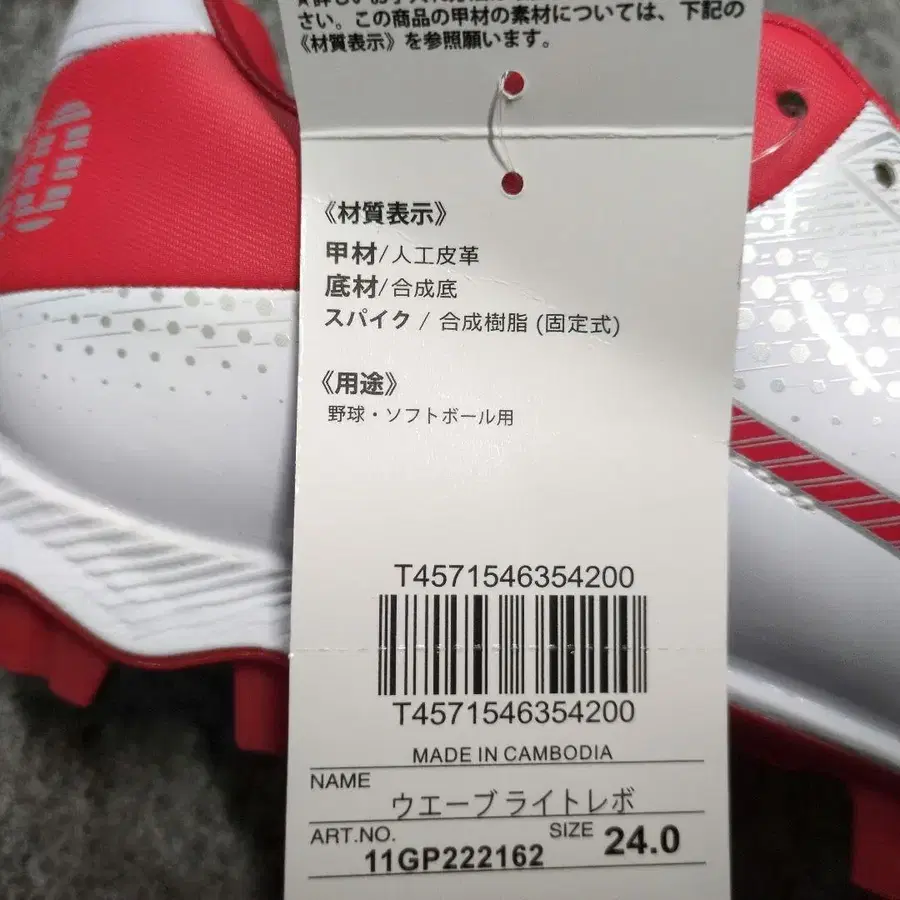 さい。この商品の甲材の素材については、下記の
《材質表示》を参照願います。
《材質表示》
甲材/人工皮革
底材/合成底
スパイク / 合成樹脂 (固定式)
《用途》
野球・ソフトボール用
T4571546354200
T4571546354200
MADE IN CAMBODIA
NAME
ウエーブ ライトレボ
ART.NO.
11GP222162
SIZE
24.0